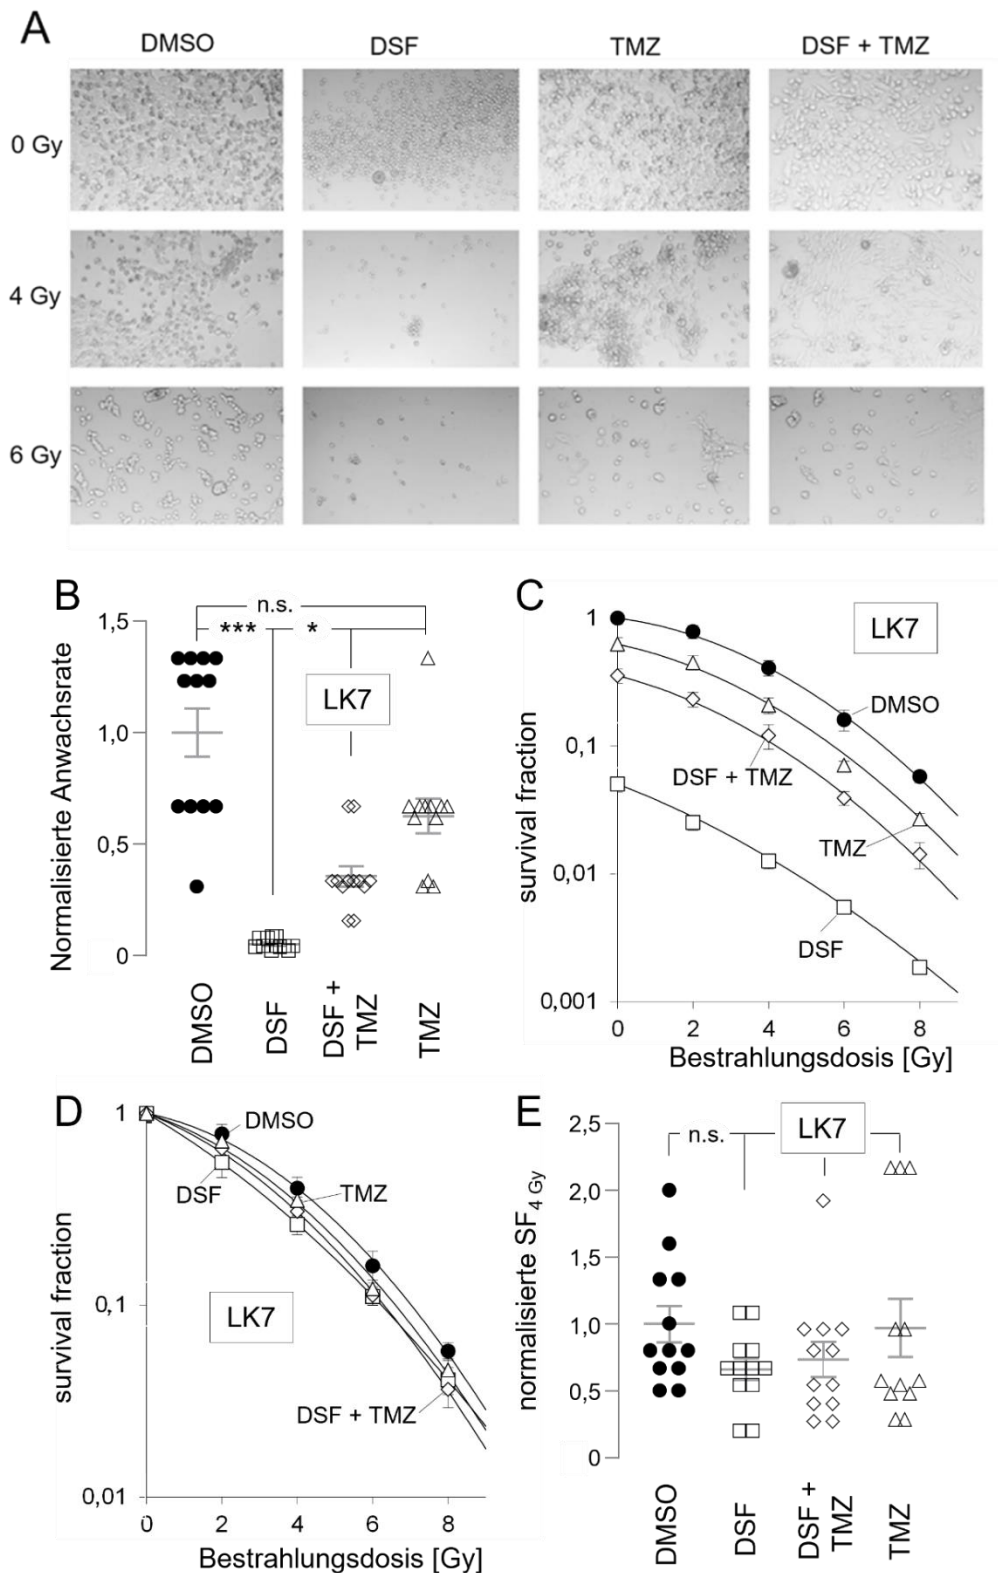 A
DMSO DSF TMZ DSF + TMZ
0 Gy
4 Gy
6 Gy
B
n.s.
*** *
LK7
Normalisierte Anwachsrate
1,5
1,0
0,5
0
DMSO
DSF
DSF +
TMZ
TMZ
C
LK7
survival fraction
1
0,1
0,01
0,001
DMSO
DSF + TMZ
TMZ
DSF
0 2 4 6 8
Bestrahlungsdosis [Gy]
D
survival fraction
1
0,1
0,01
DMSO
DSF
TMZ
LK7
DSF + TMZ
0 2 4 6 8
Bestrahlungsdosis [Gy]
E
n.s.
LK7
normalisierte SF4 Gy
2,5
2,0
1,5
1,0
0,5
0
DMSO
DSF
DSF +
TMZ
TMZ